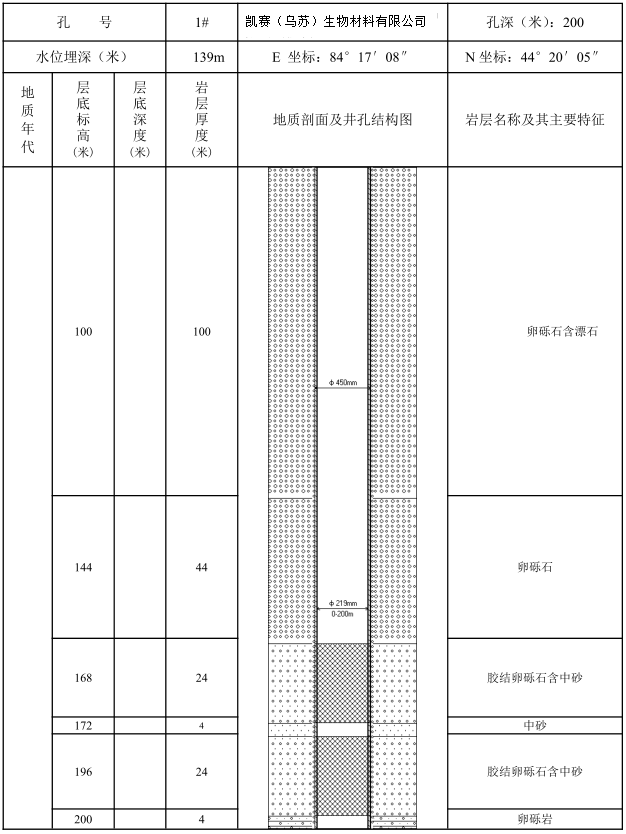 孔 号 1# 凯赛（乌苏）生物材料有限公司 孔深（米）：200
水位埋深（米） 139m E 坐标：84° 17′ 08″ N 坐标：44° 20′ 05″
地质年代 层底标高（米） 层底深度（米） 岩层厚度（米） 地质剖面及井孔结构图 岩层名称及其主要特征
100 100 卵砾石含漂石
ф 450mm
144 44 卵砾石
ф 219mm
0-200m
168 24 胶结卵砾石含中砂
172 4 中砂
196 24 胶结卵砾石含中砂
200 4 卵砾岩